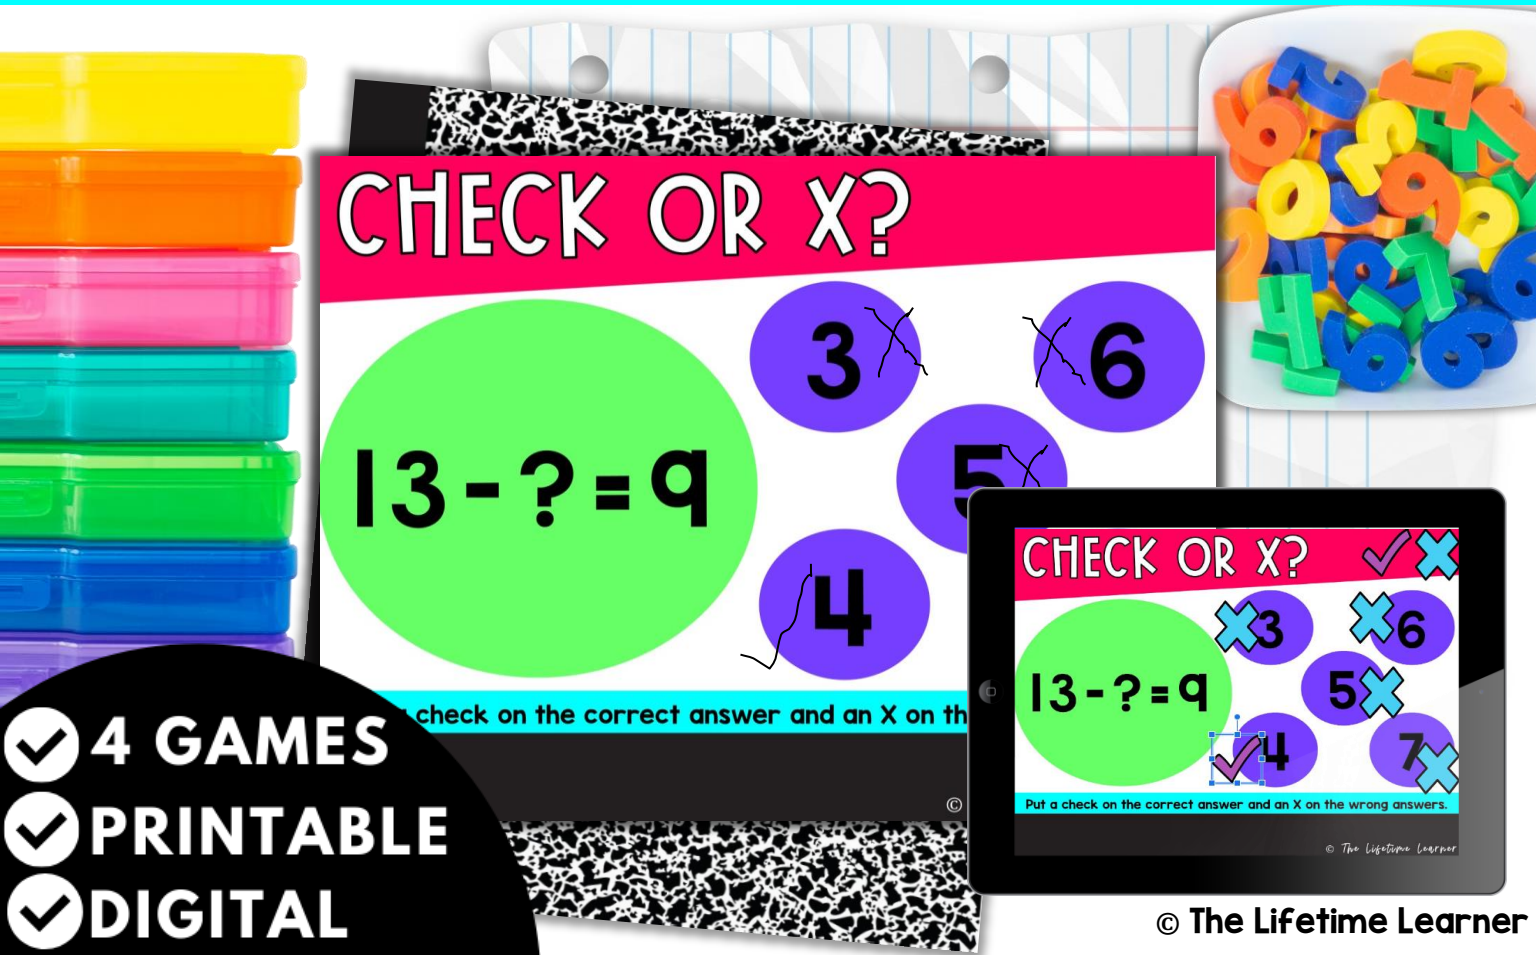 CHECK OR X?
13-?=9
3
6
5
4
check on the correct answer and an X on th
©
CHECK OR X?
13-?=9
3
6
5
4
7
Put a check on the correct answer and an X on the wrong answers.
© The Lifetime Learner
4 GAMES
PRINTABLE
DIGITAL
© The Lifetime Learner